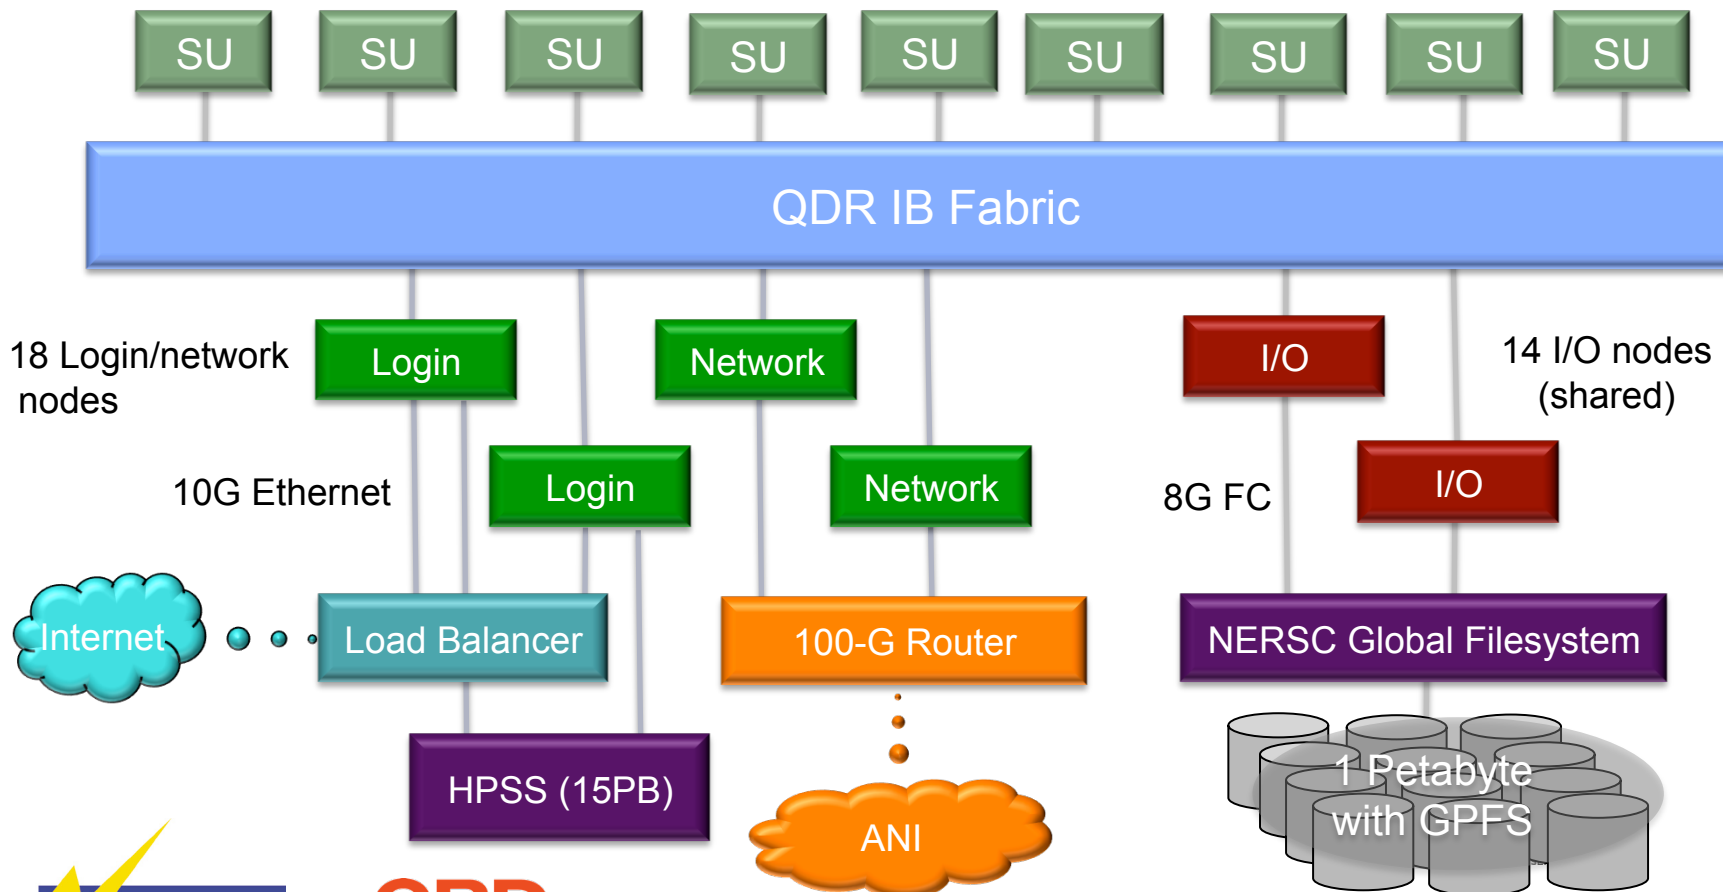 SU SU SU SU SU SU SU SU SU
QDR IB Fabric
18 Login/network
nodes
Login
Network
I/O
14 I/O nodes
(shared)
10G Ethernet
Login
Network
8G FC
I/O
Internet
Load Balancer
100-G Router
NERSC Global Filesystem
HPSS (15PB)
ANI
1 Petabyte
with GPFS